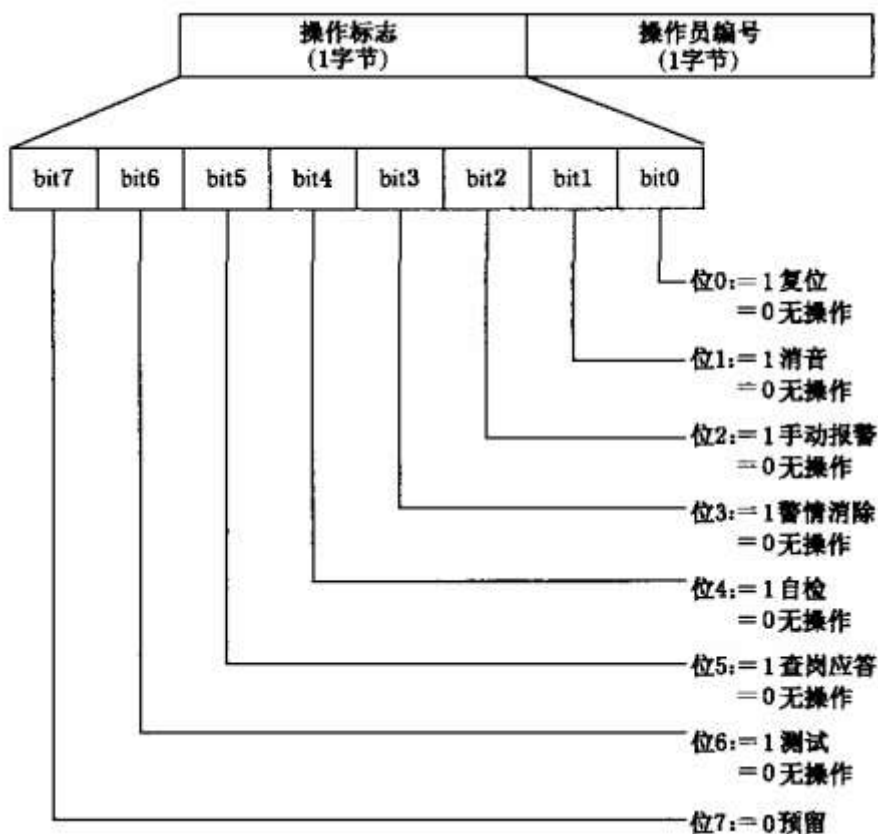 操作标志
(1字节)
操作员编号
(1字节)
bit7 bit6 bit5 bit4 bit3 bit2 bit1 bit0
位0:=1复位
=0无操作
位1:=1消音
=0无操作
位2:=1手动报警
=0无操作
位3:=1警情消除
=0无操作
位4:=1自检
=0无操作
位5:=1查岗应答
=0无操作
位6:=1测试
=0无操作
位7:=0预留